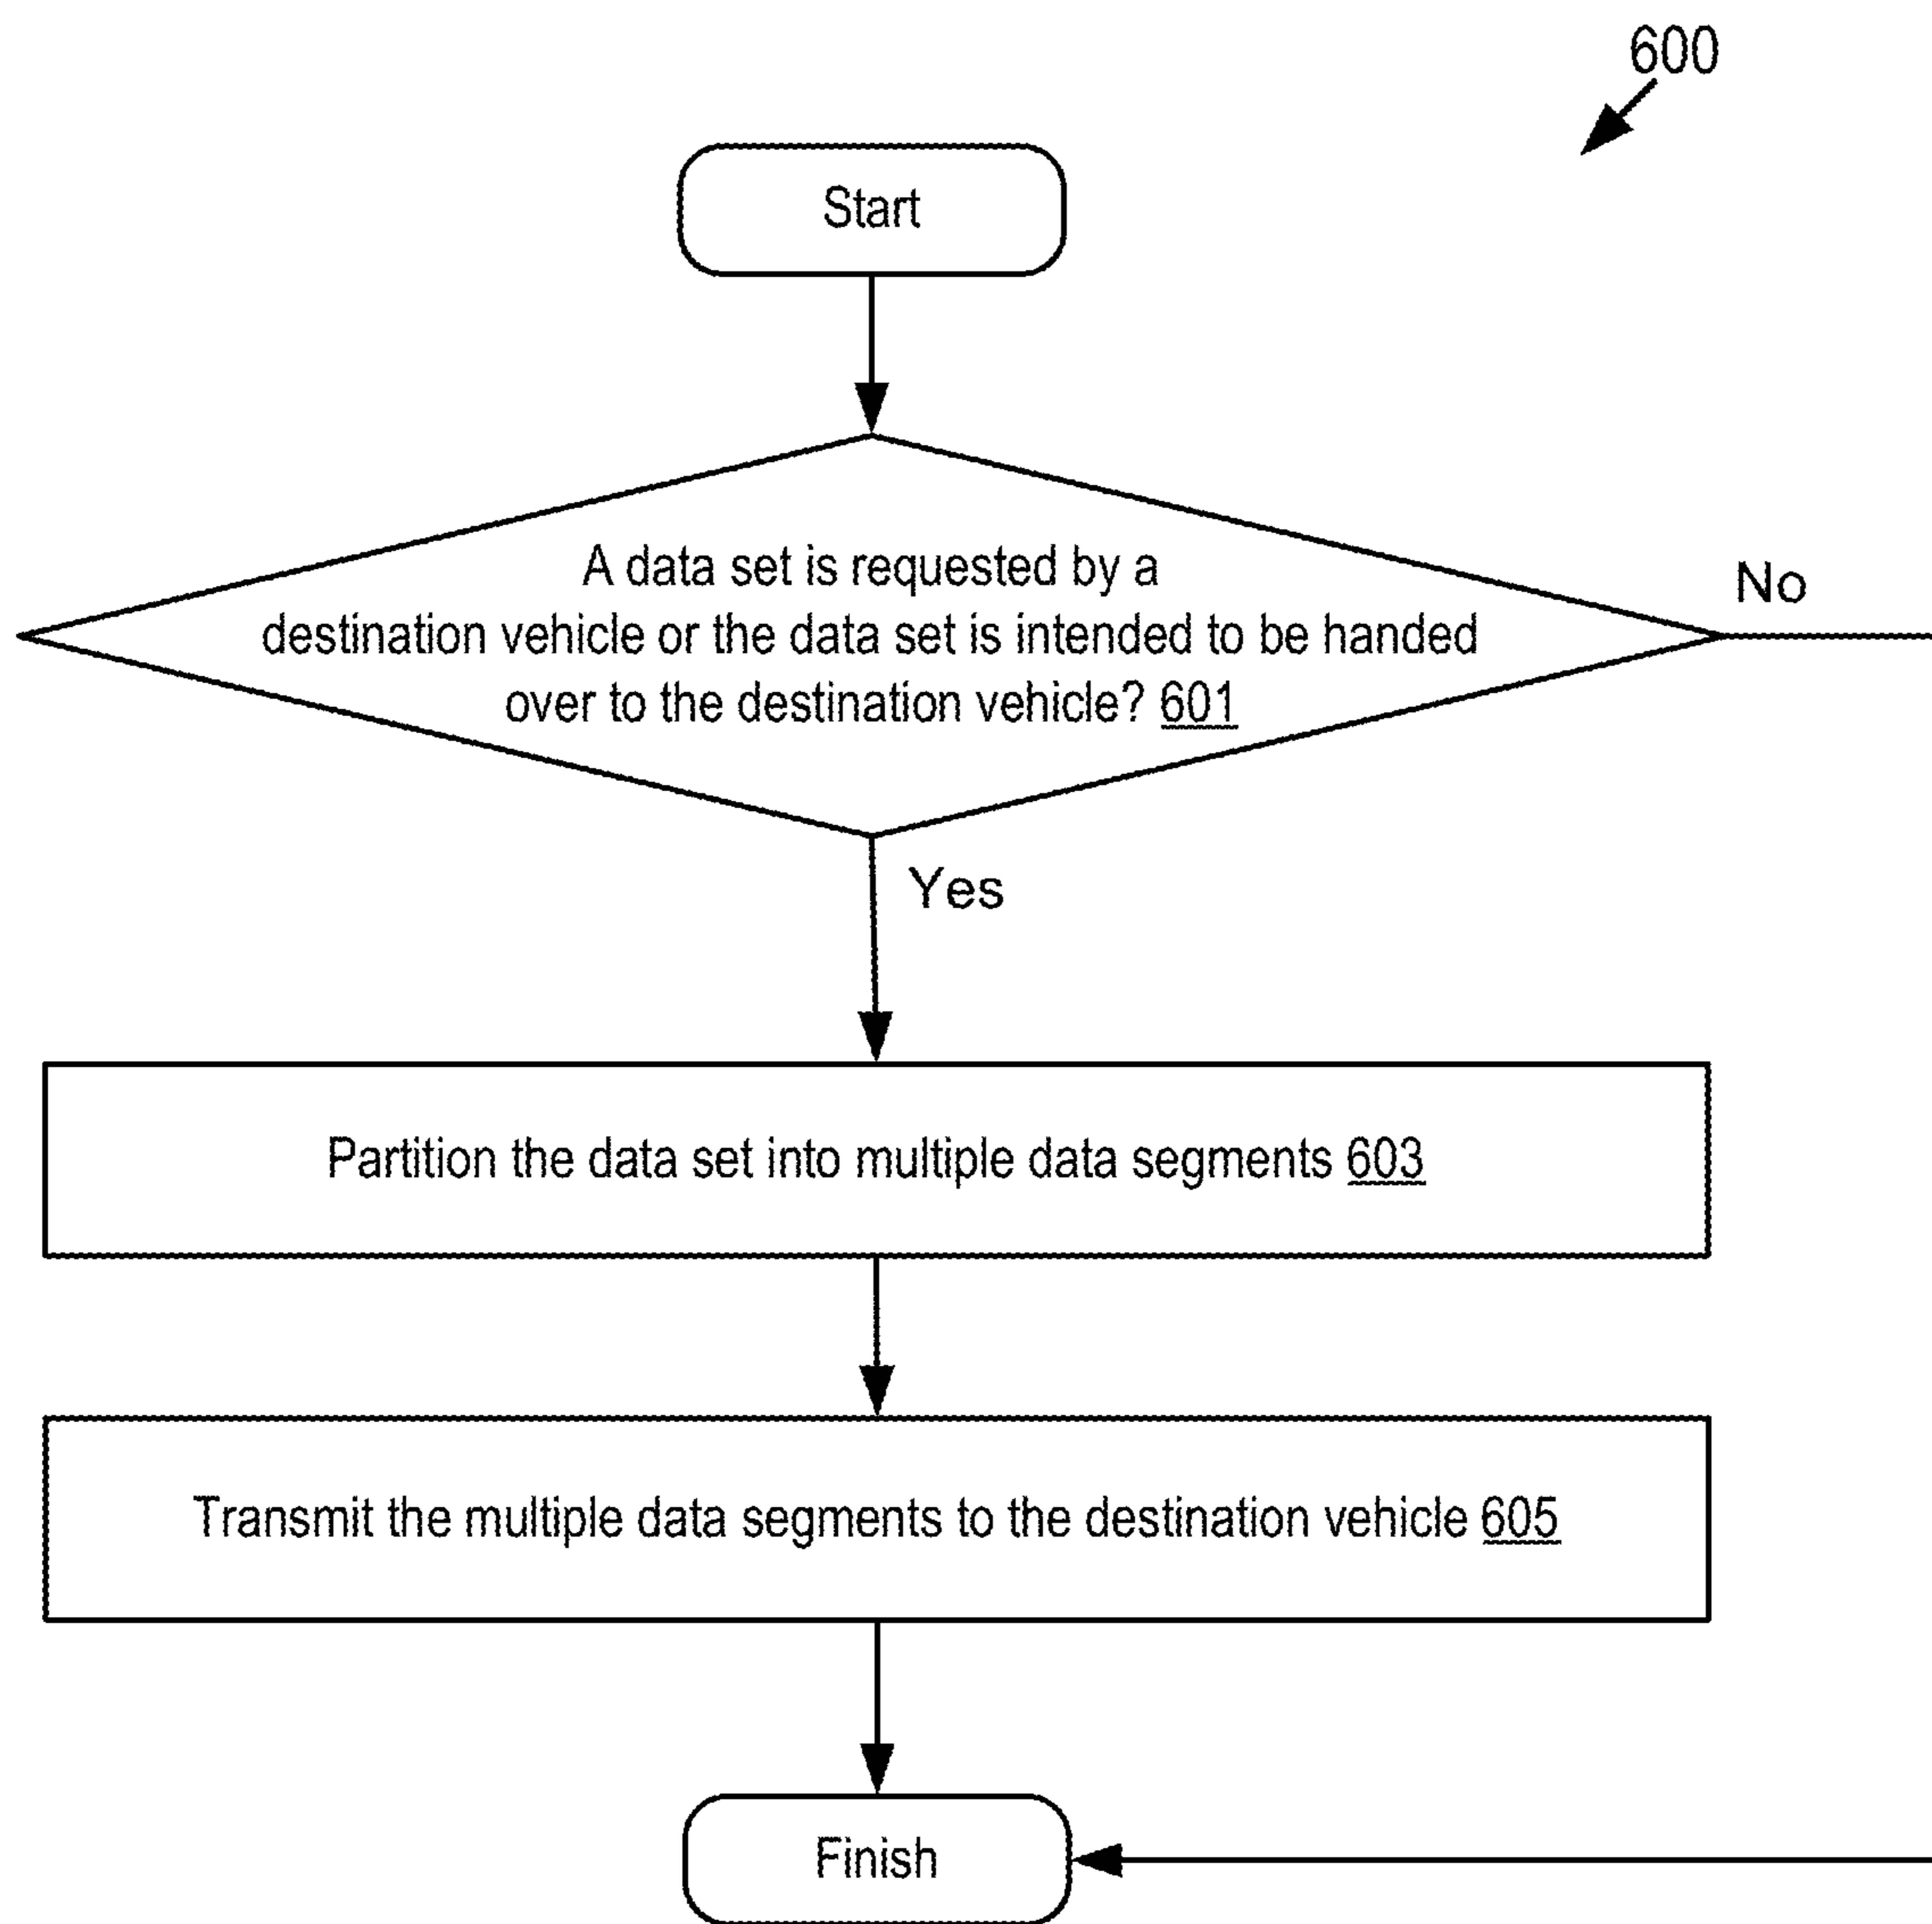 600
Start
A data set is requested by a
destination vehicle or the data set is intended to be handed
over to the destination vehicle? 601
No
Yes
Partition the data set into multiple data segments 603
Transmit the multiple data segments to the destination vehicle 605
Finish